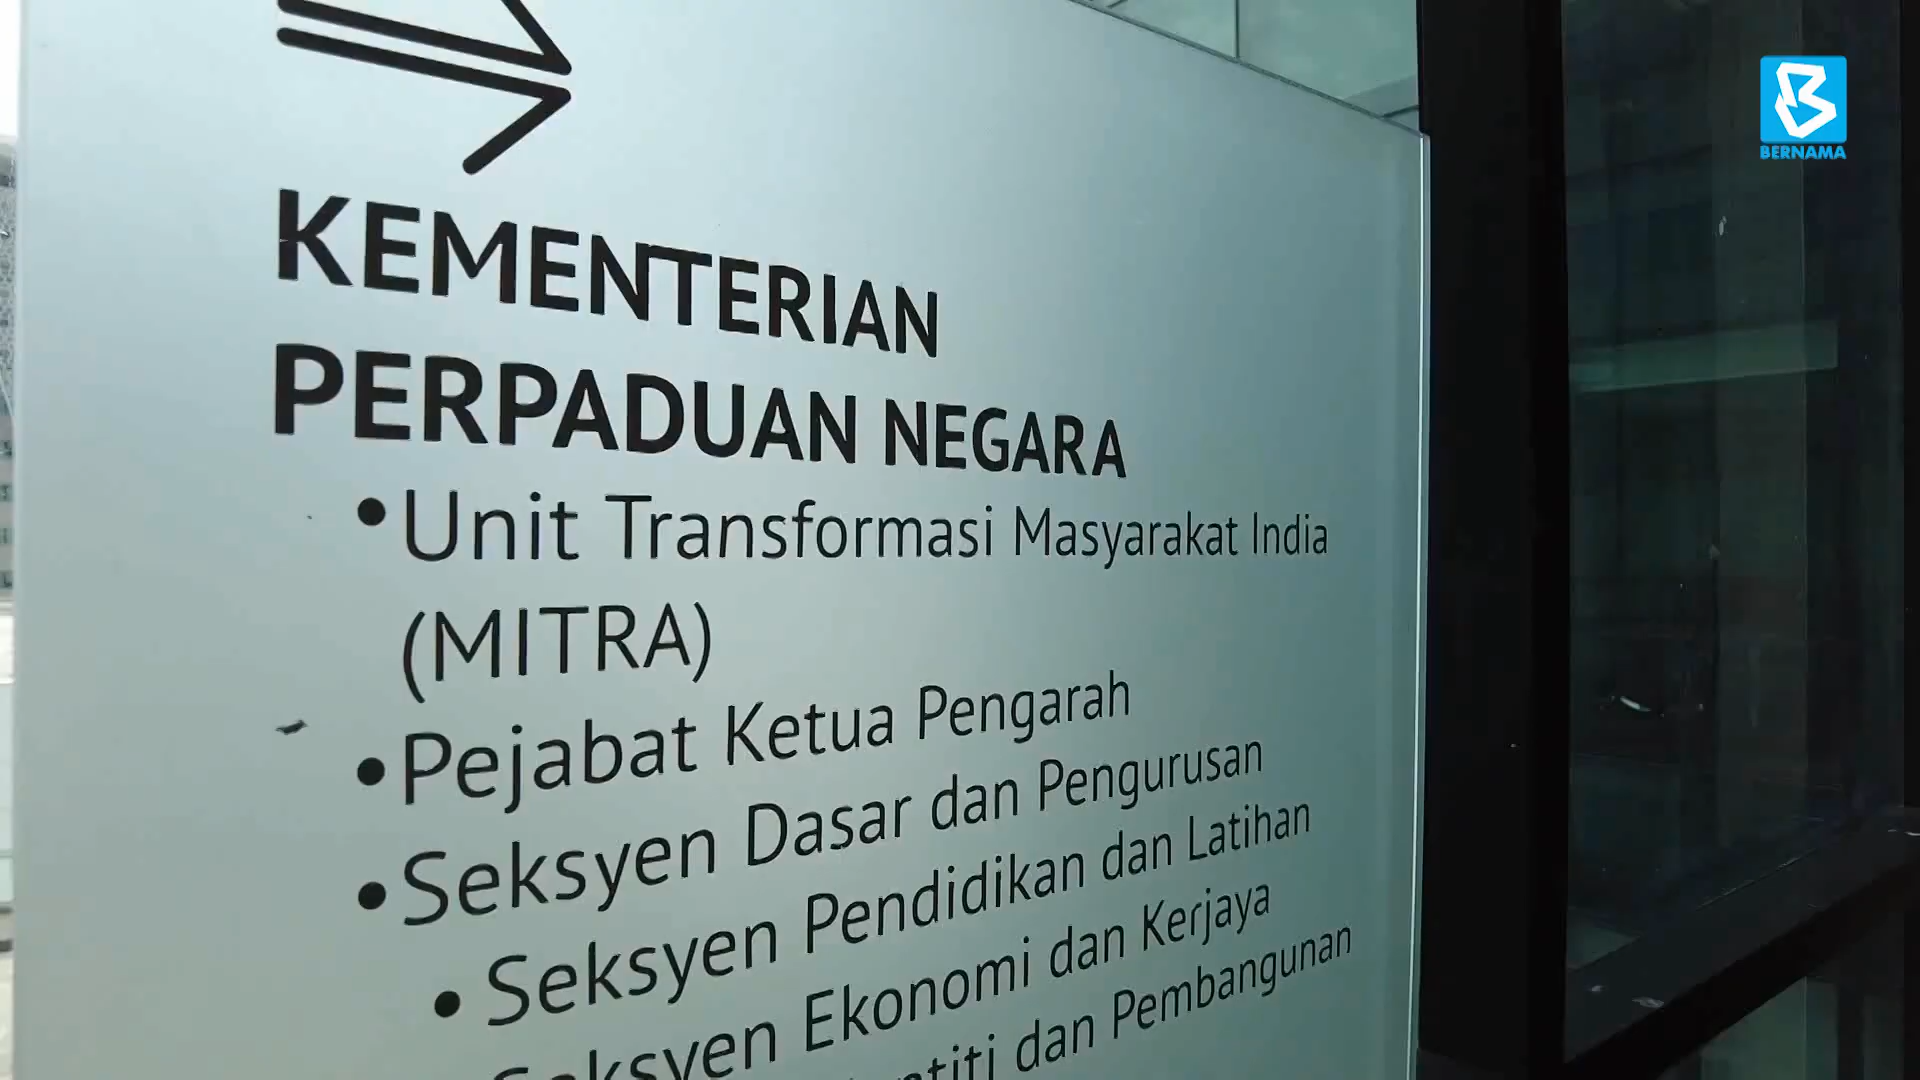 BERNAMA
KEMENTERIAN
PERPADUAN NEGARA
•Unit Transformasi Masyarakat India
(MITRA)
•Pejabat Ketua Pengarah
•Seksyen Dasar dan Pengurusan
•Seksyen Pendidikan dan Latihan
Seksyen Ekonomi dan Kerjaya
dan Pembangunan